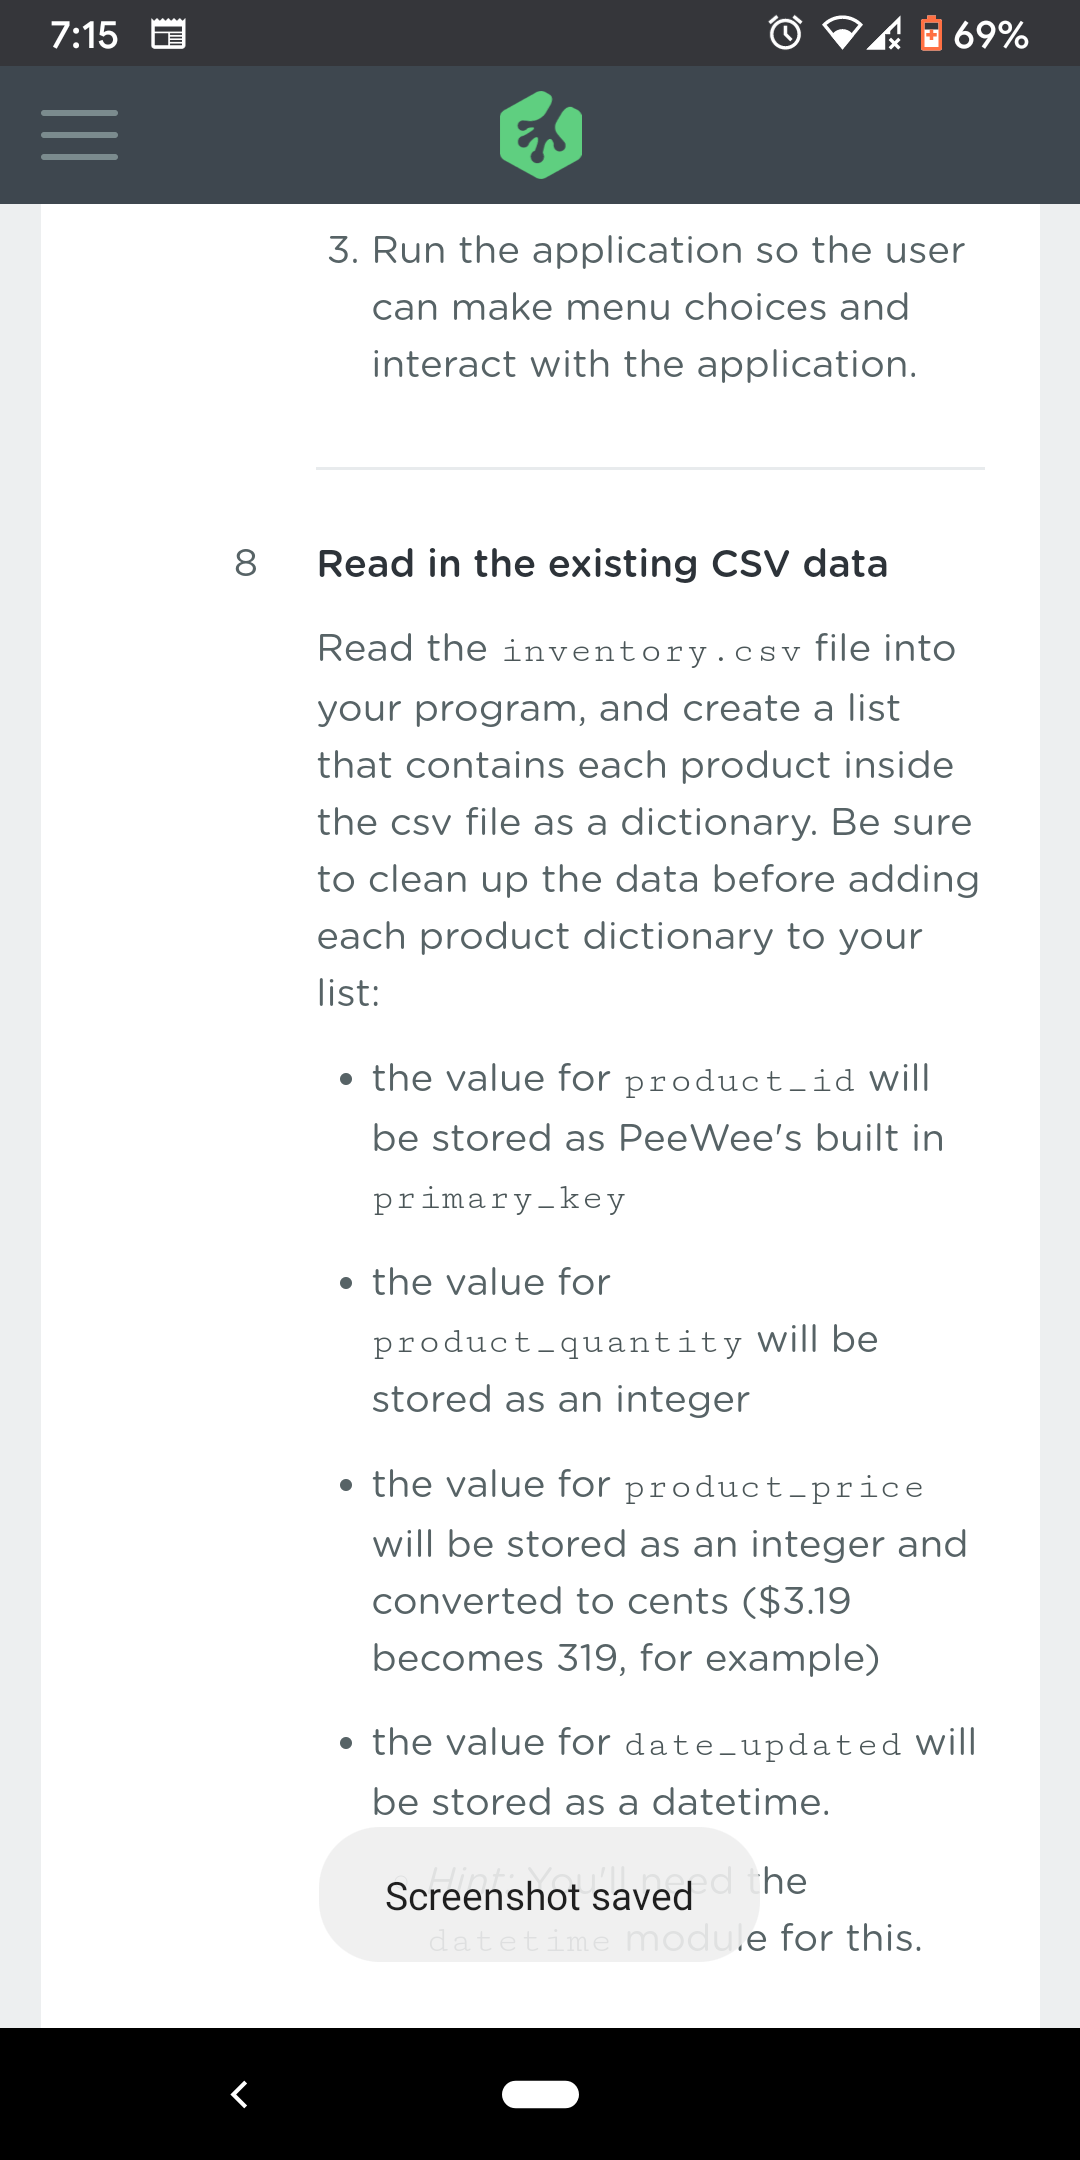 7:15
69%
3. Run the application so the user
can make menu choices and
interact with the application.
8 Read in the existing CSV data
Read the inventory.csv file into
your program, and create a list
that contains each product inside
the csv file as a dictionary. Be sure
to clean up the data before adding
each product dictionary to your
list:
• the value for product_id will
be stored as PeeWee's built in
primary_key
• the value for
product_quantity will be
stored as an integer
• the value for product_price
will be stored as an integer and
converted to cents ($3.19
becomes 319, for example)
• the value for date_updated will
be stored as a datetime.
Hint: You'll need the
Screenshot saved
datetime module for this.